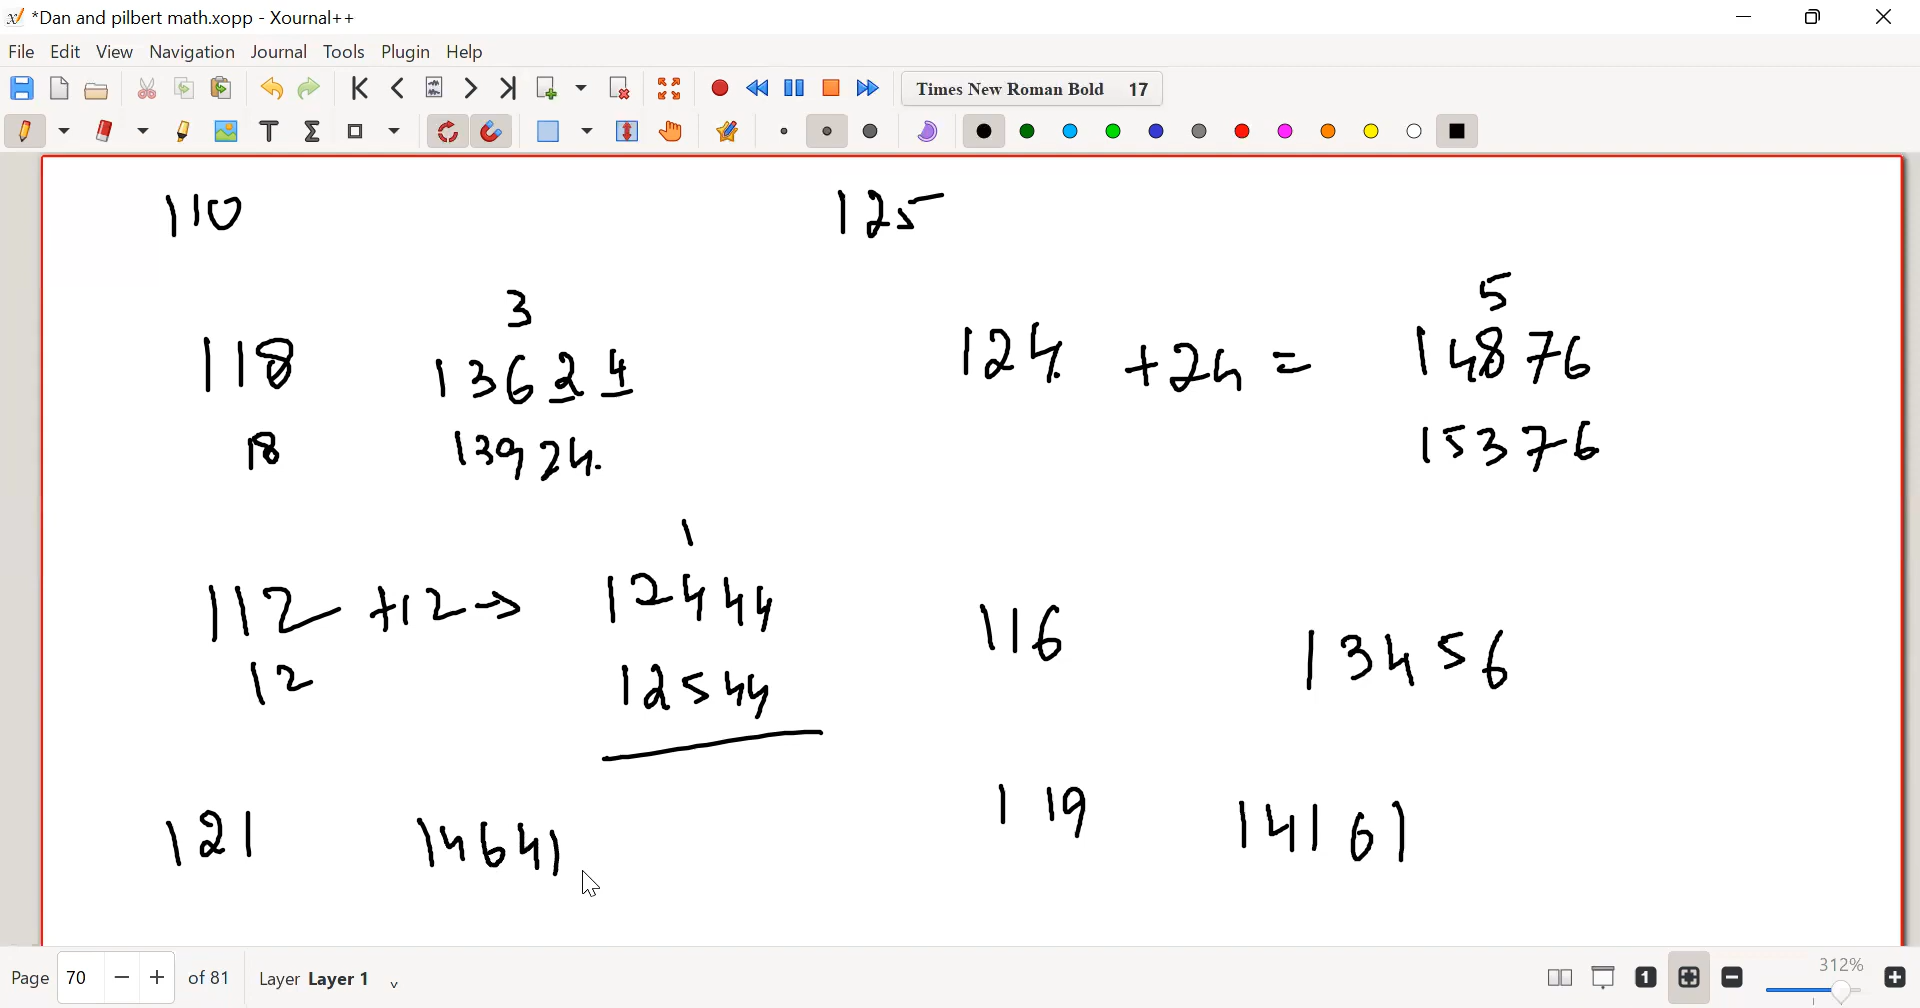 *Dan and pilbert math.xopp - Xournal++
File Edit View Navigation Journal Tools Plugin Help
Times New Roman Bold 17
110 125
3 5
118 13624 124. +24 = 14876
18 13924. 15376
1
112 +12→ 12444 116 13456
12 12544
121 14641 119 14161
Page 70 − + of 81 Layer Layer 1 312%